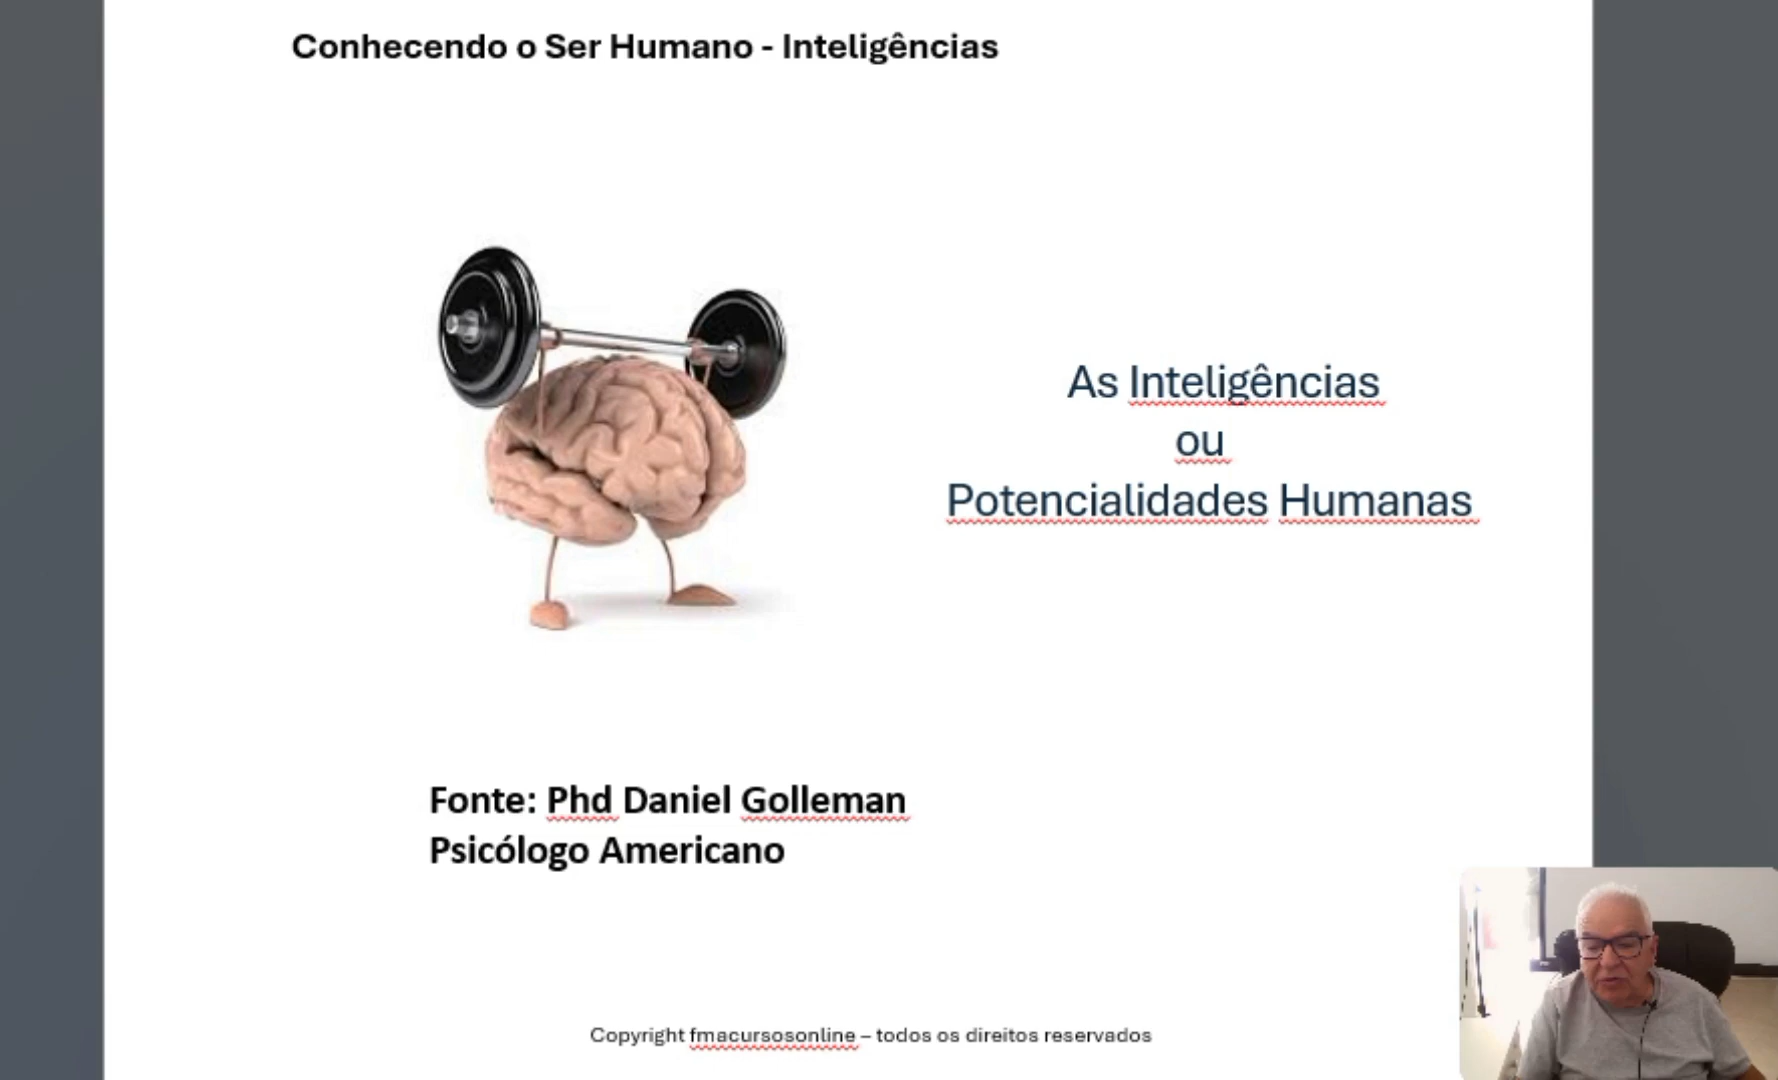 Conhecendo o Ser Humano - Inteligências
As Inteligências
ou
Potencialidades Humanas
Fonte: Phd Daniel Golleman
Psicólogo Americano
Copyright fmacursosonline – todos os direitos reservados